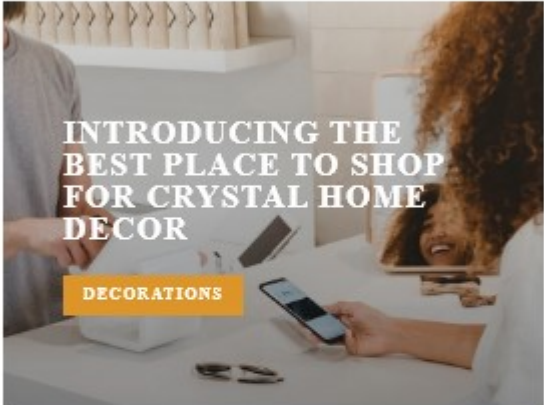 INTRODUCING THE
BEST PLACE TO SHOP
FOR CRYSTAL HOME
DECOR
DECORATIONS